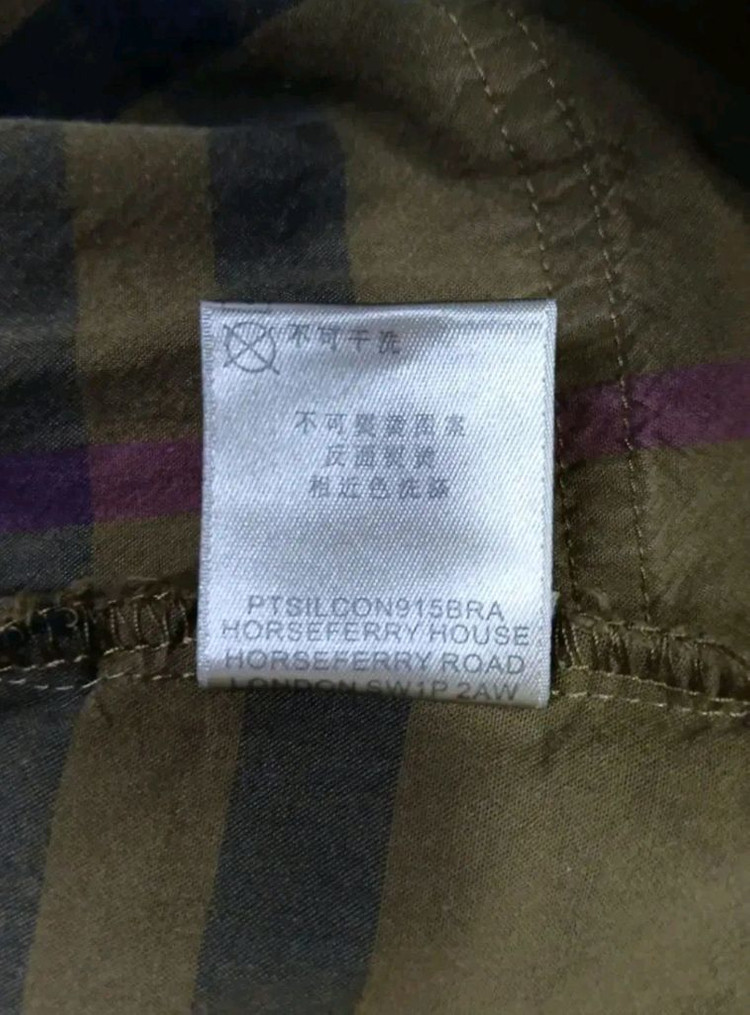 不可干洗
不可熨烫图案
反面熨烫
相近色洗涤
PTSILCON915BRA
HORSEFERRY HOUSE
HORSEFERRY ROAD
LONDON SW1P 2AW